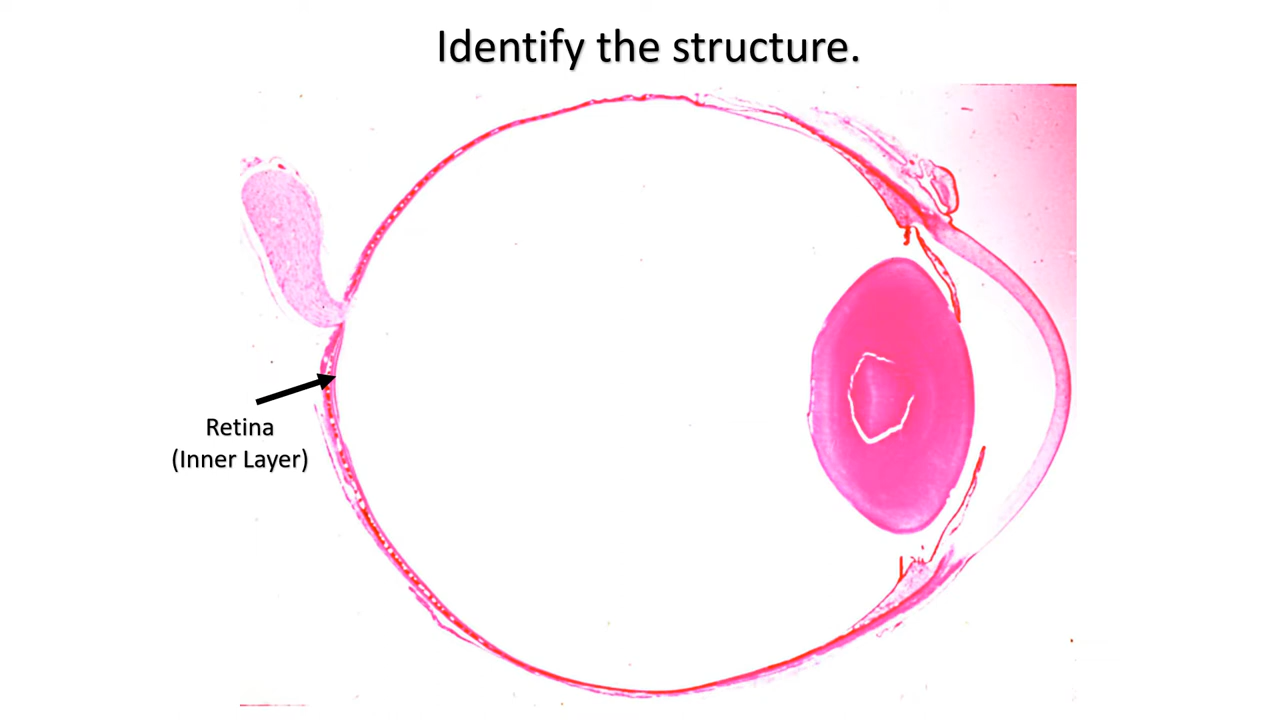 Identify the structure.
Retina
(Inner Layer)